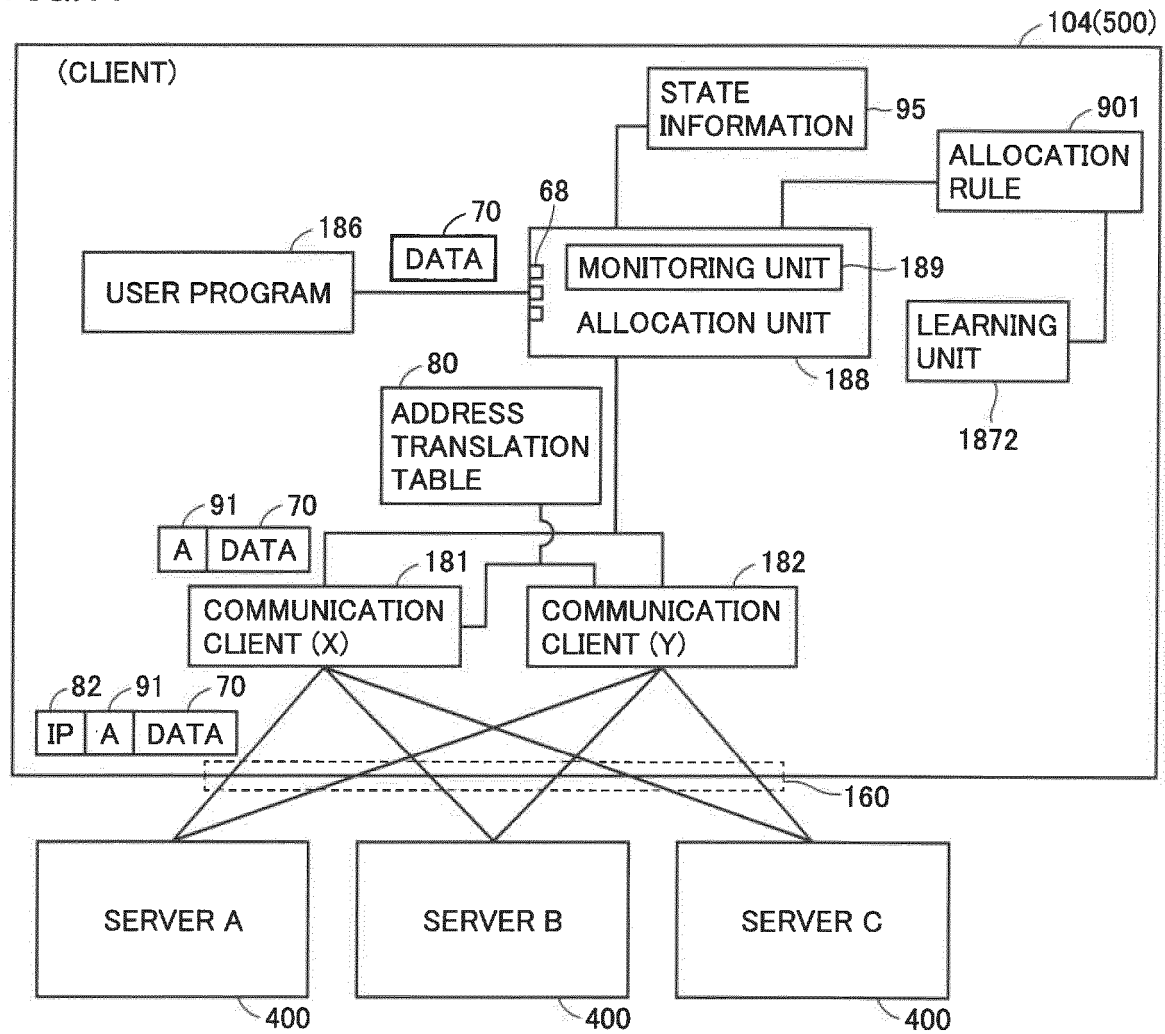 104(500)
(CLIENT)
STATE
INFORMATION
95
901
ALLOCATION
RULE
68
70
186
DATA
USER PROGRAM
MONITORING UNIT
189
ALLOCATION UNIT
188
LEARNING
UNIT
1872
80
ADDRESS
TRANSLATION
TABLE
91
70
A
DATA
181
182
COMMUNICATION
CLIENT (X)
COMMUNICATION
CLIENT (Y)
82
91
70
IP
A
DATA
160
SERVER A
SERVER B
SERVER C
400
400
400